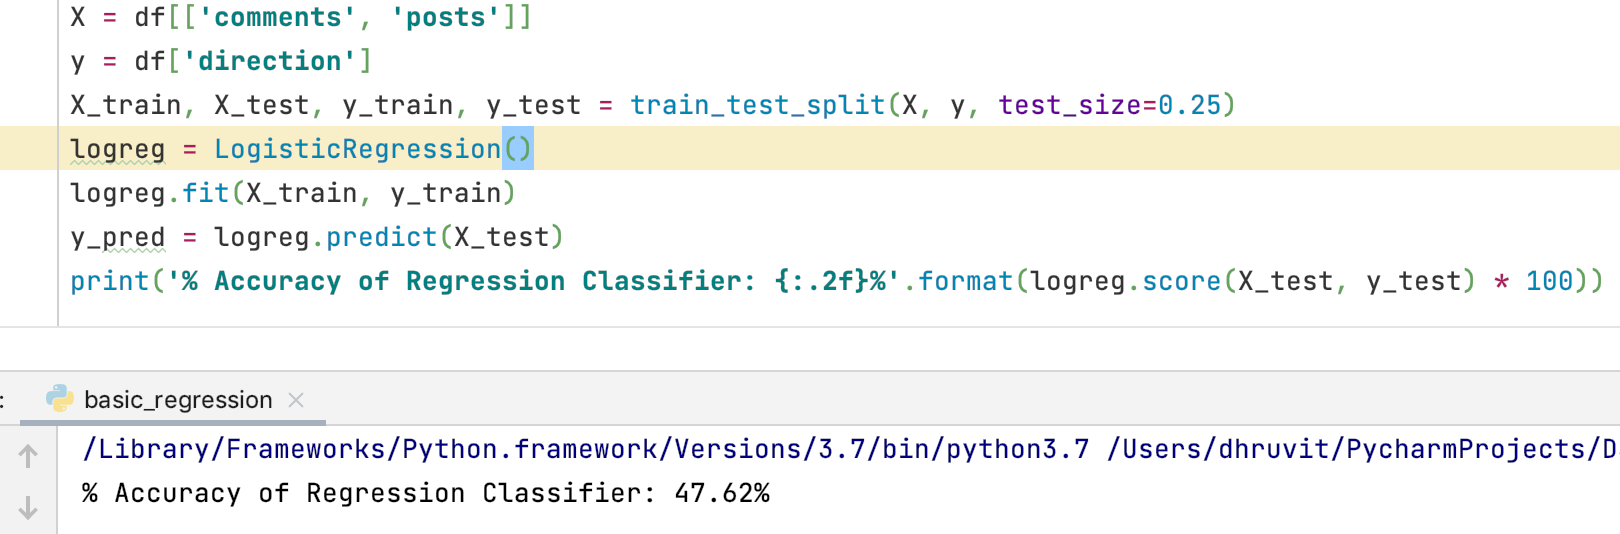 X = df[['comments', 'posts']]
y = df['direction']
X_train, X_test, y_train, y_test = train_test_split(X, y, test_size=0.25)
logreg = LogisticRegression()
logreg.fit(X_train, y_train)
y_pred = logreg.predict(X_test)
print('% Accuracy of Regression Classifier: {:.2f}%'.format(logreg.score(X_test, y_test) * 100))
: basic_regression ×
/Library/Frameworks/Python.framework/Versions/3.7/bin/python3.7 /Users/dhruvit/PycharmProjects/D
% Accuracy of Regression Classifier: 47.62%